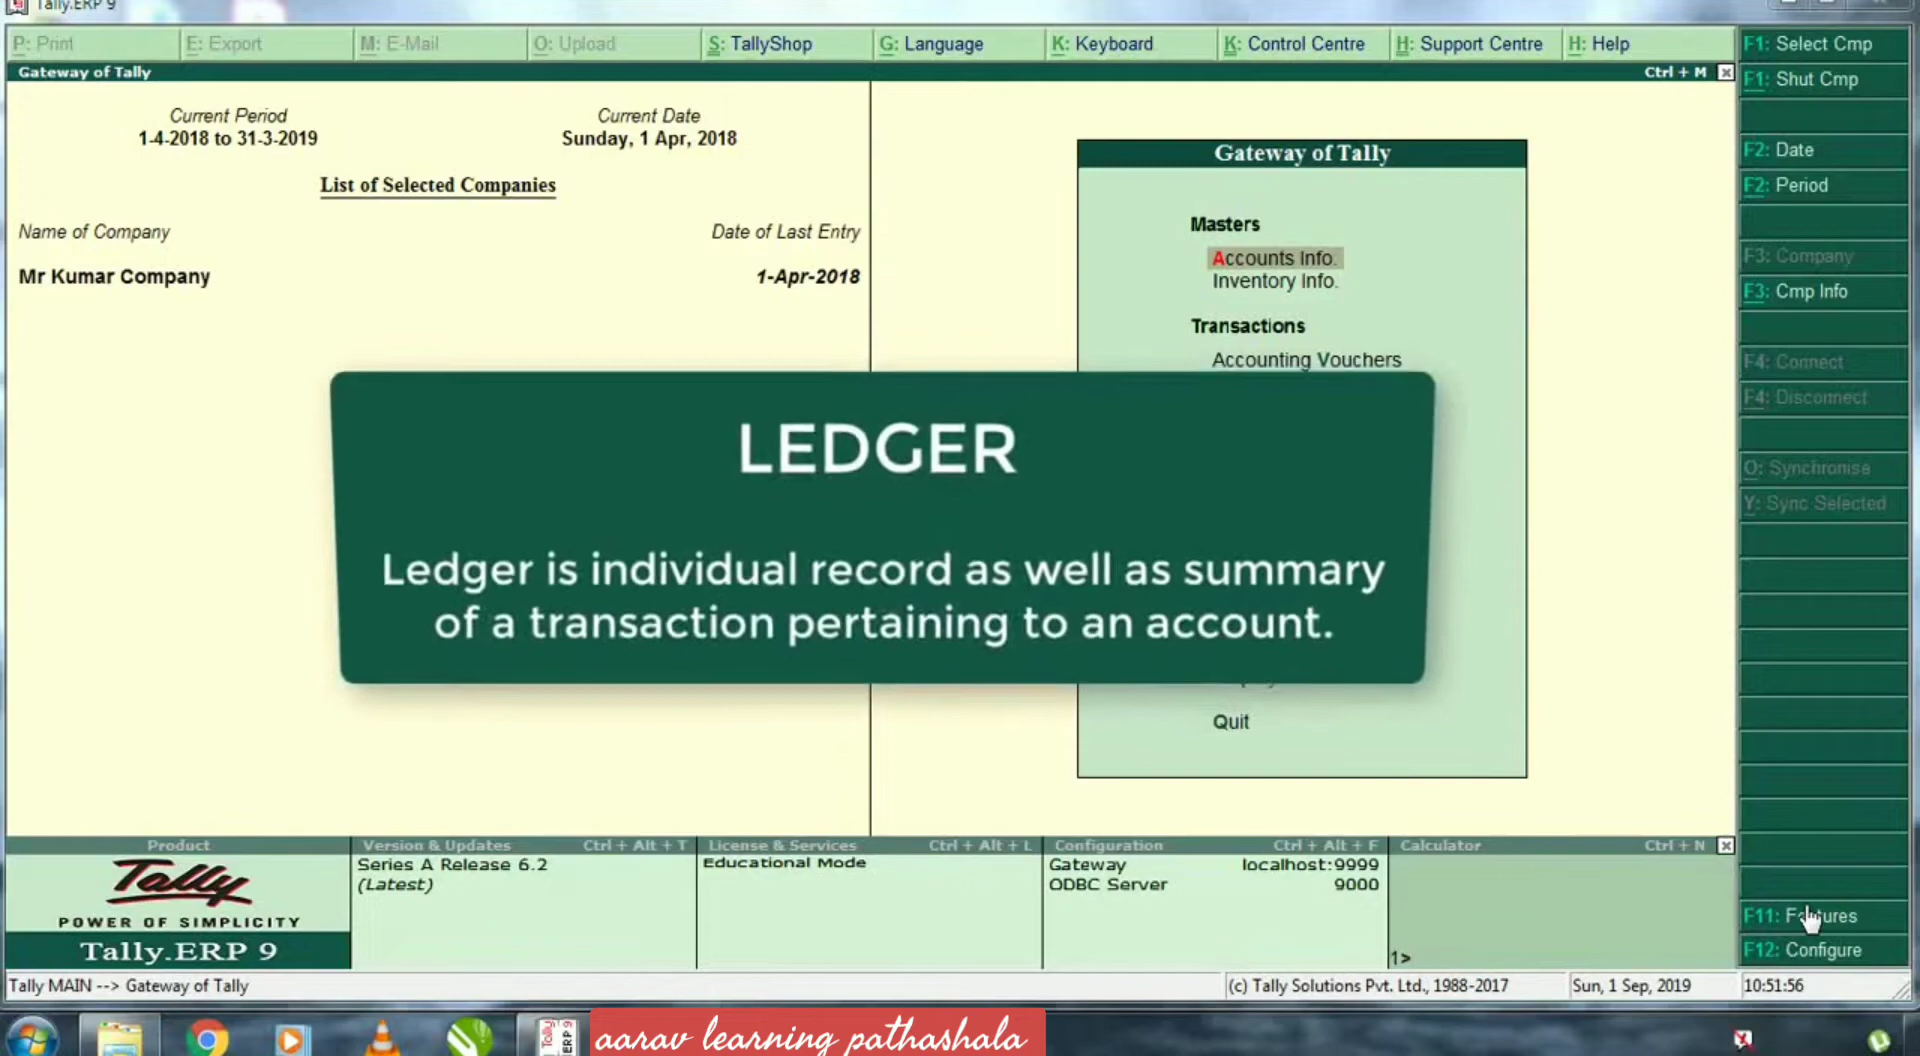 Tally.ERP 9
P: Print
E: Export
M: E-Mail
O: Upload
S: TallyShop
G: Language
K: Keyboard
K: Control Centre
H: Support Centre
H: Help
F1: Select Cmp
Gateway of Tally
Ctrl + M
F1: Shut Cmp
Current Period
1-4-2018 to 31-3-2019
Current Date
Sunday, 1 Apr, 2018
List of Selected Companies
Name of Company
Date of Last Entry
Mr Kumar Company
1-Apr-2018
Gateway of Tally
Masters
Accounts Info.
Inventory Info.
Transactions
Accounting Vouchers
Quit
F2: Date
F2: Period
F3: Company
F3: Cmp Info
F4: Connect
F4: Disconnect
O: Synchronise
Y: Sync Selected
F11: Features
F12: Configure
LEDGER
Ledger is individual record as well as summary
of a transaction pertaining to an account.
Product
Tally
POWER OF SIMPLICITY
Tally.ERP 9
Version & Updates
Ctrl + Alt + T
Series A Release 6.2
(Latest)
License & Services
Ctrl + Alt + L
Educational Mode
Configuration
Ctrl + Alt + F
Gateway
localhost:9999
ODBC Server
9000
Calculator
Ctrl + N
1>
Tally MAIN --> Gateway of Tally
(c) Tally Solutions Pvt. Ltd., 1988-2017
Sun, 1 Sep, 2019
10:51:56
Tally
ERP 9
aarav learning pathashala